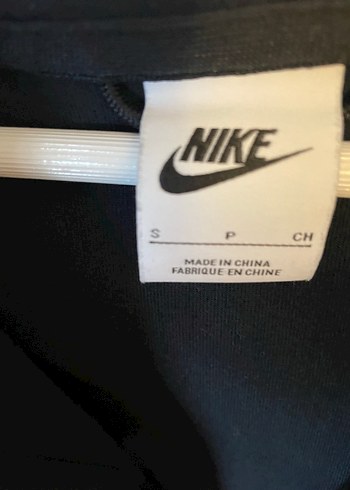 NIKE
S P CH
MADE IN CHINA
FABRIQUE EN CHINE